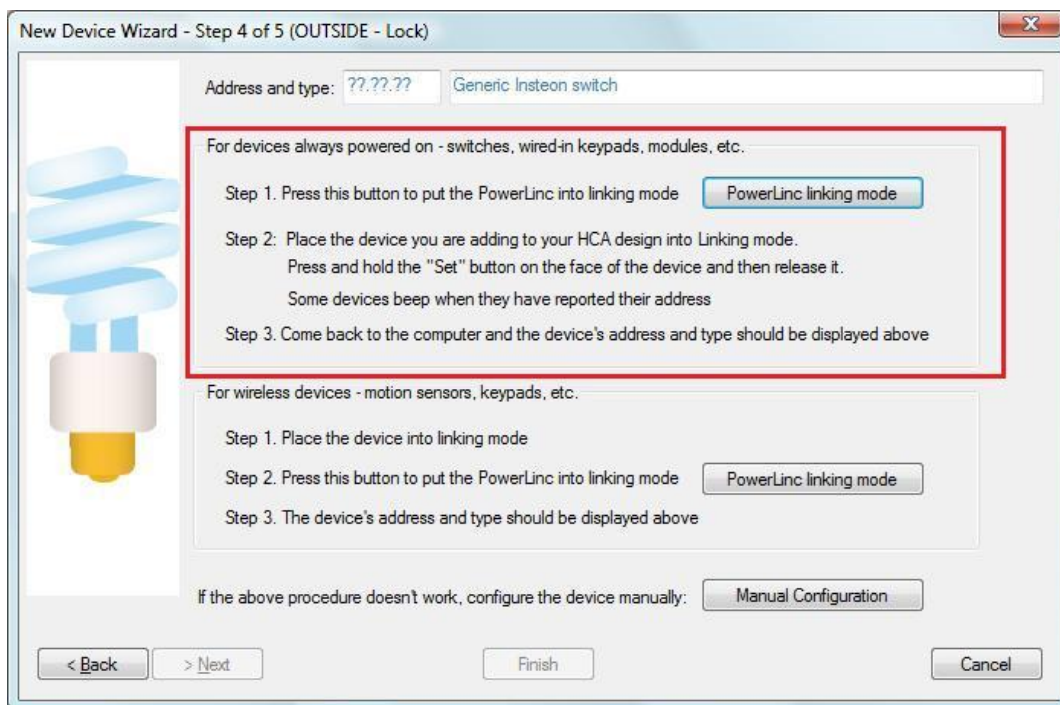 New Device Wizard - Step 4 of 5 (OUTSIDE - Lock)
Address and type: ??.??.?? Generic Insteon switch
For devices always powered on - switches, wired-in keypads, modules, etc.
Step 1. Press this button to put the PowerLinc into linking mode PowerLinc linking mode
Step 2: Place the device you are adding to your HCA design into Linking mode.
Press and hold the "Set" button on the face of the device and then release it.
Some devices beep when they have reported their address
Step 3. Come back to the computer and the device's address and type should be displayed above
For wireless devices - motion sensors, keypads, etc.
Step 1. Place the device into linking mode
Step 2. Press this button to put the PowerLinc into linking mode PowerLinc linking mode
Step 3. The device's address and type should be displayed above
If the above procedure doesn't work, configure the device manually: Manual Configuration
< Back > Next Finish Cancel